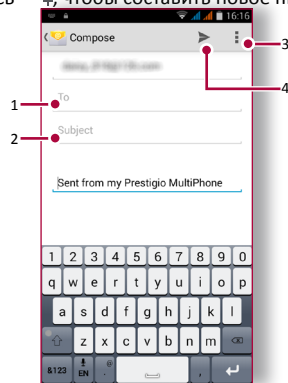 , чтобы составить новое
16:16
Compose
3
4
To
1
Subject
2
Sent from my Prestigio MultiPhone
1 2 3 4 5 6 7 8 9 0
q w e r t y u i o p
a s d f g h j k l
z x c v b n m
&123 EN @ . ,